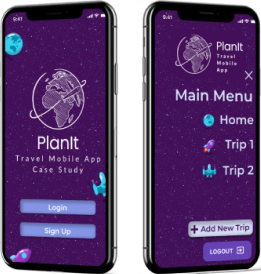 9:41
PlanIt
Travel Mobile App
Case Study
Login
Sign Up
9:41
PlanIt
Travel
Mobile
App
Main Menu
Home
Trip 1
Trip 2
+ Add New Trip
LOGOUT